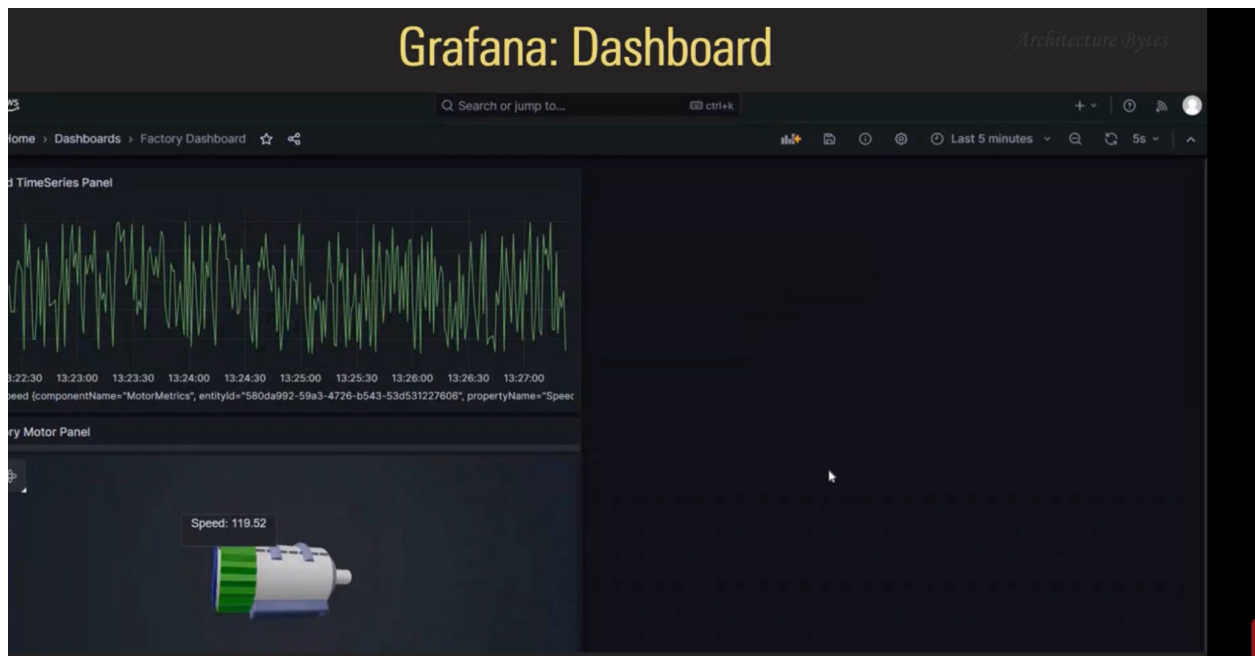 Grafana: Dashboard
Architecture Bytes
ws
Search or jump to...
ctrl+k
ome > Dashboards > Factory Dashboard
Last 5 minutes
5s
d TimeSeries Panel
3:22:30 13:23:00 13:23:30 13:24:00 13:24:30 13:25:00 13:25:30 13:26:00 13:26:30 13:27:00
peed {componentName="MotorMetrics", entityId="580da992-59a3-4726-b543-53d531227606", propertyName="Speed
ry Motor Panel
Speed: 119.52